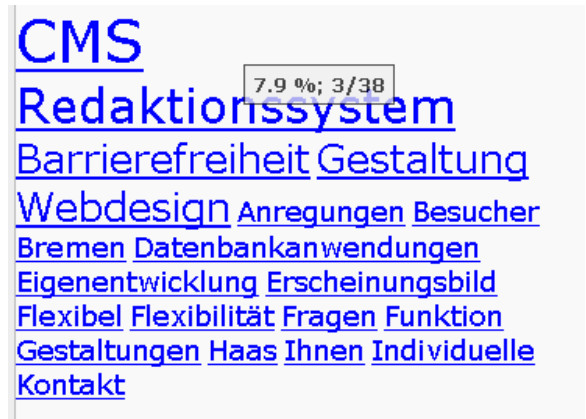 CMS
7.9 %; 3/38
Redaktionssystem
Barrierefreiheit Gestaltung
Webdesign Anregungen Besucher
Bremen Datenbankanwendungen
Eigenentwicklung Erscheinungsbild
Flexibel Flexibilität Fragen Funktion
Gestaltungen Haas Ihnen Individuelle
Kontakt